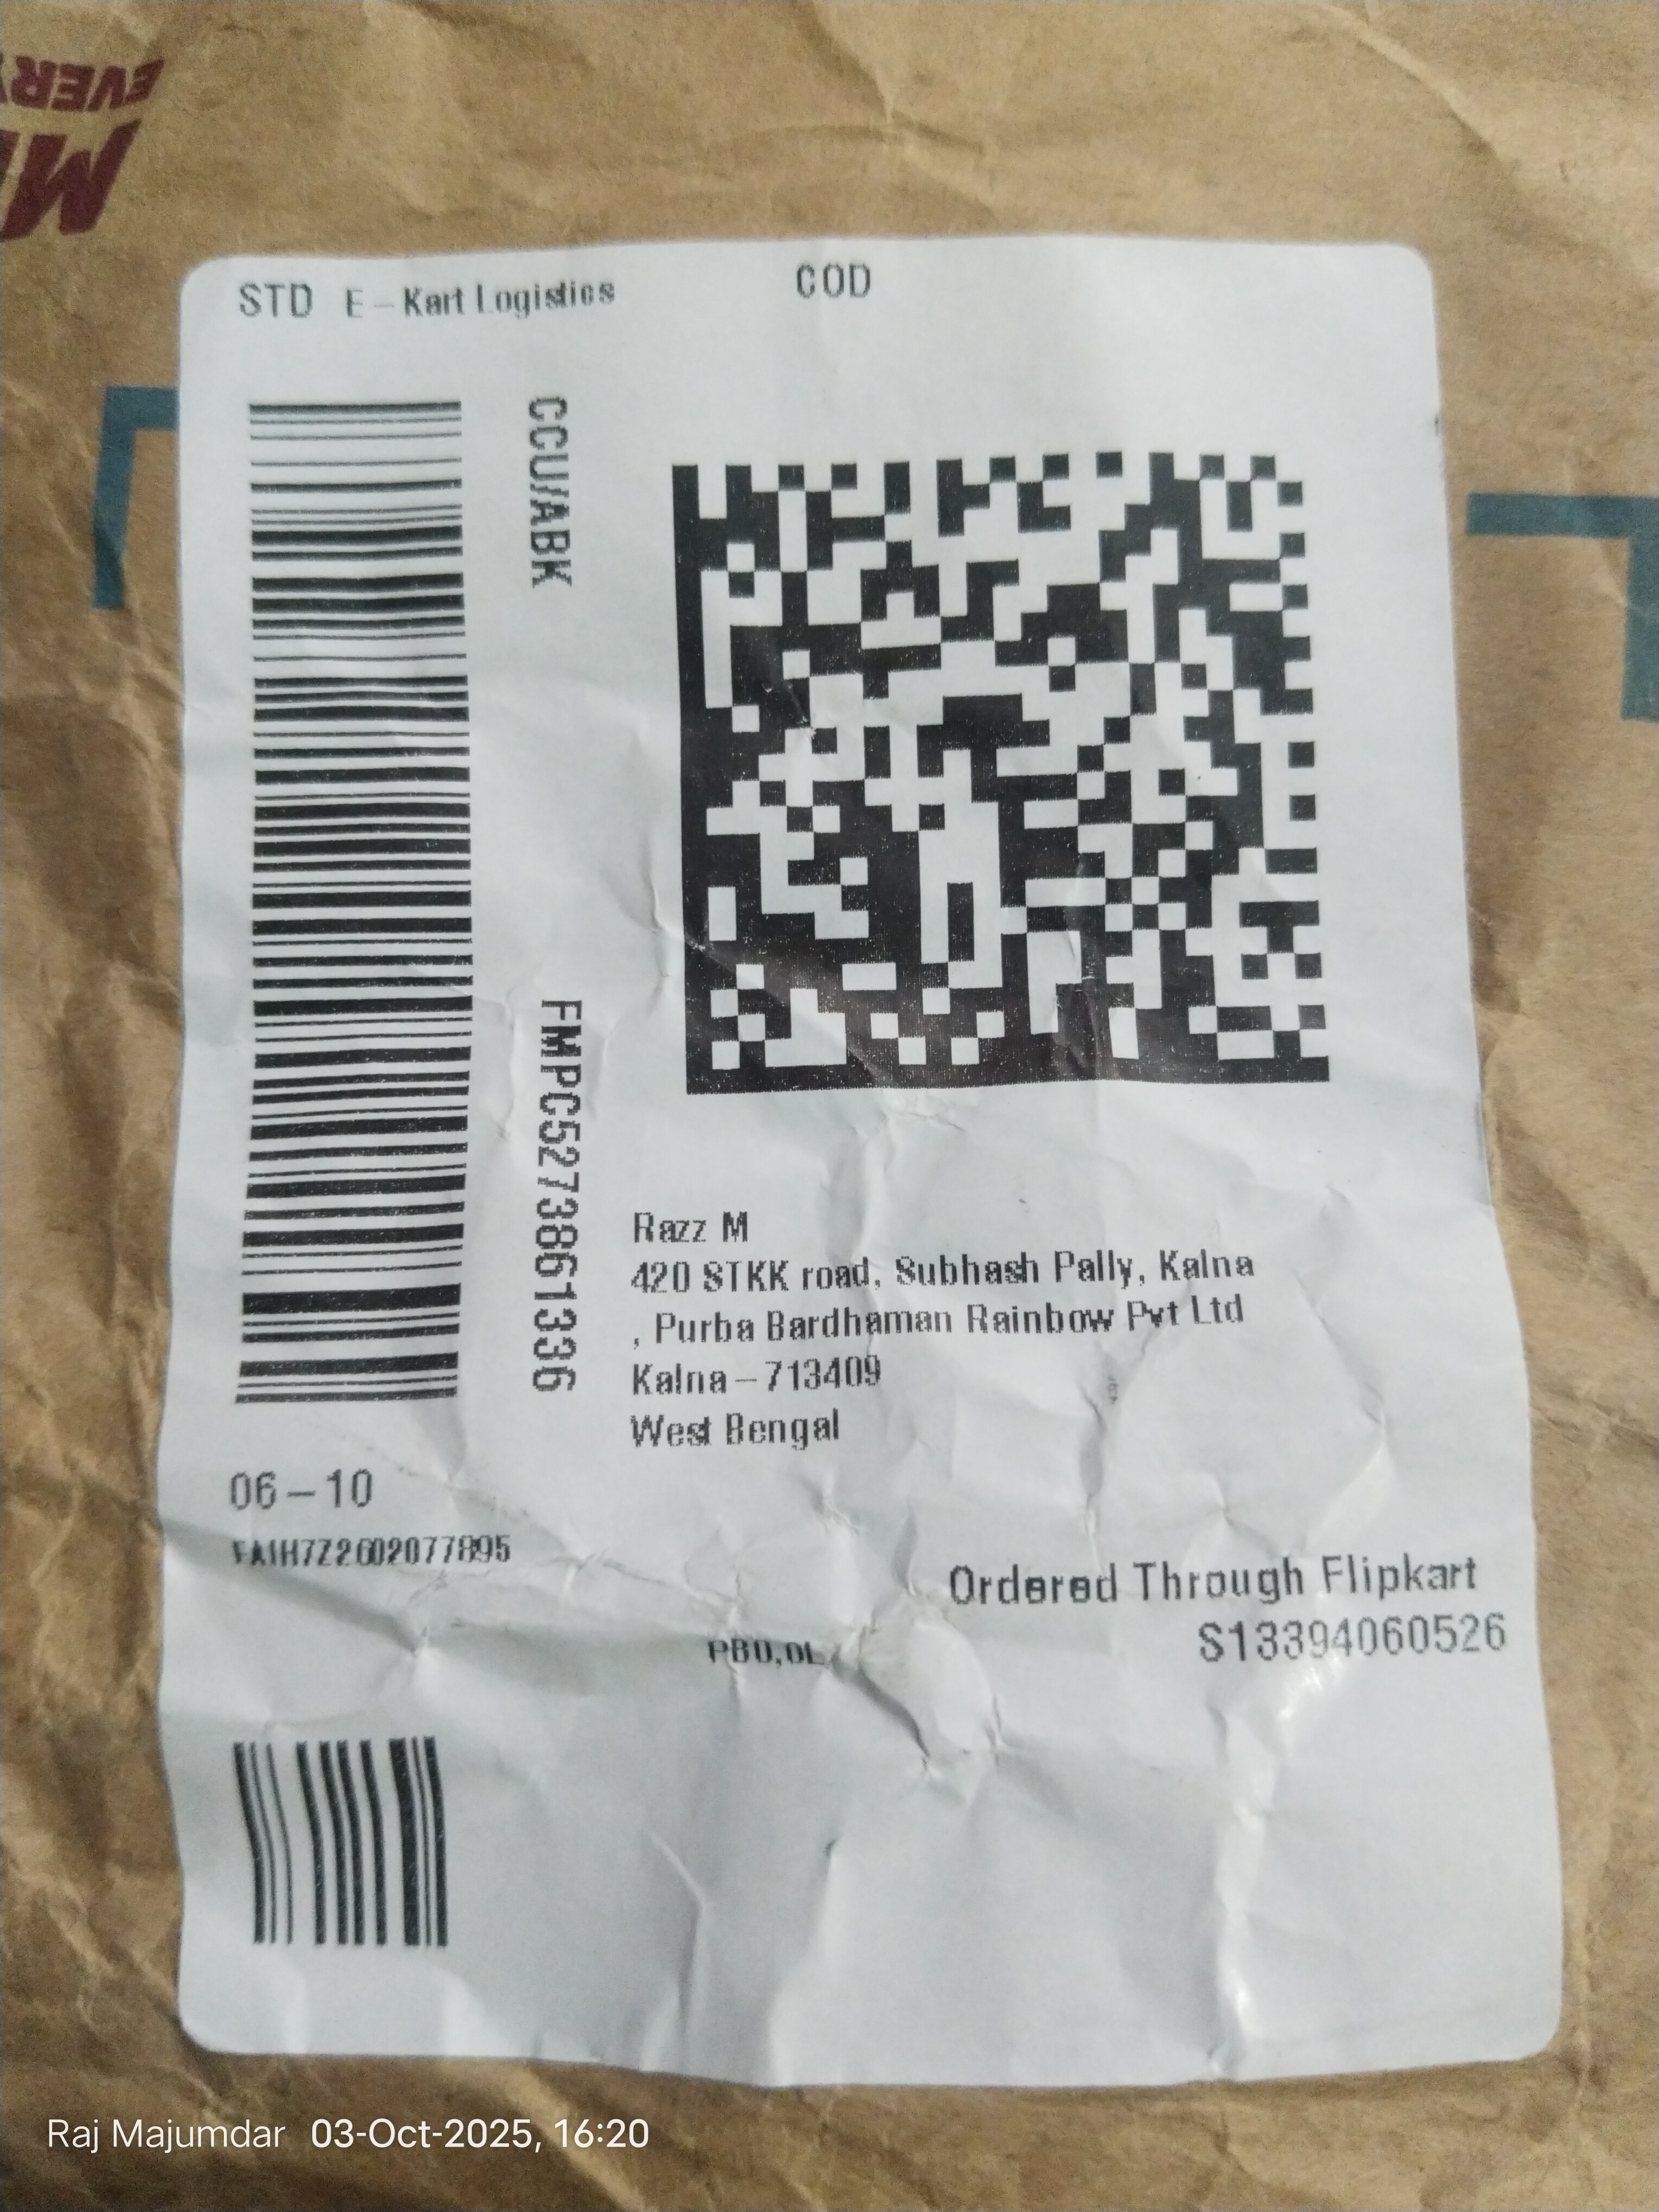 EVERY
STD E-Kart Logistics
COD
CCU/ABK
FMPC5273861336
Razz M
420 STKK road, Subhash Pally, Kalna
, Purba Bardhaman Rainbow Pvt Ltd
Kalna-713409
West Bengal
06-10
Ordered Through Flipkart
S13394060526
Raj Majumdar 03-Oct-2025, 16:20